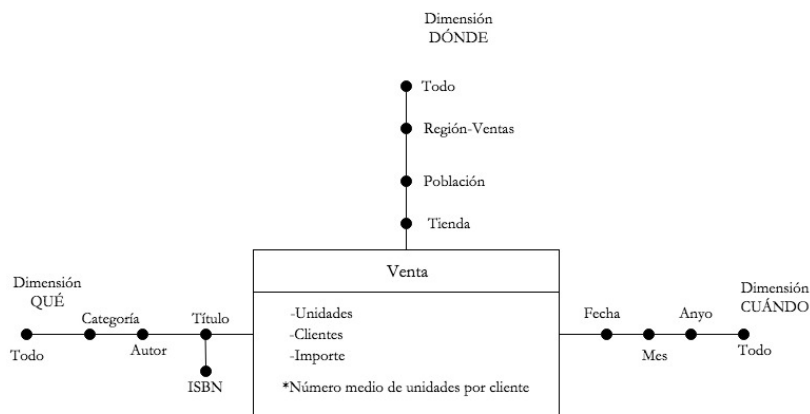 Dimensión
DÓNDE
Todo
Región-Ventas
Población
Tienda
Venta
-Unidades
-Clientes
-Importe
*Número medio de unidades por cliente
Dimensión
QUÉ
Categoría
Título
Todo
Autor
ISBN
Dimensión
CUÁNDO
Fecha
Anyo
Mes
Todo